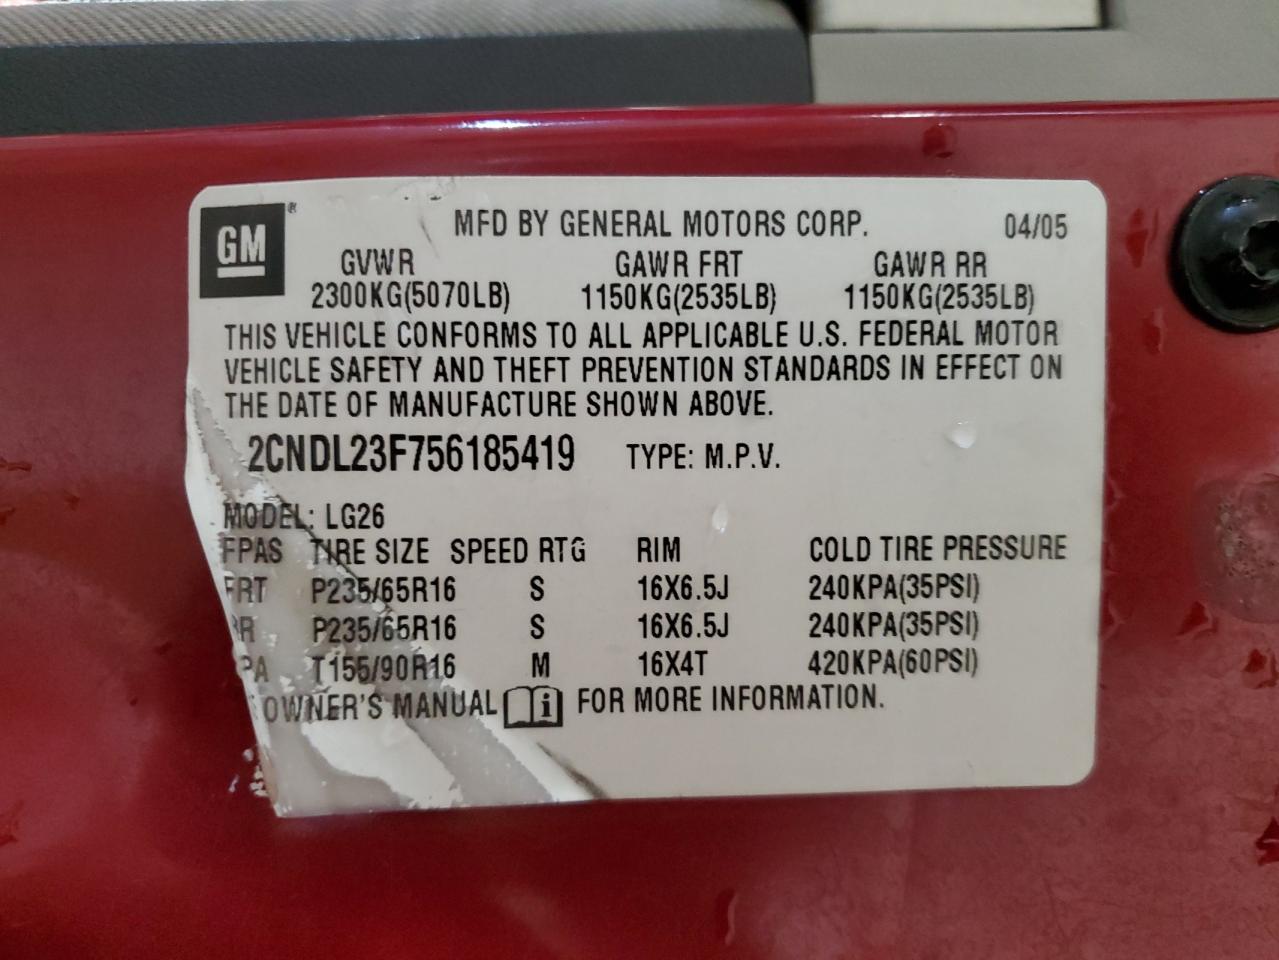 GM® MFD BY GENERAL MOTORS CORP. 04/05
GVWR GAWR FRT GAWR RR
2300KG(5070LB) 1150KG(2535LB) 1150KG(2535LB)
THIS VEHICLE CONFORMS TO ALL APPLICABLE U.S. FEDERAL MOTOR
VEHICLE SAFETY AND THEFT PREVENTION STANDARDS IN EFFECT ON
THE DATE OF MANUFACTURE SHOWN ABOVE.
2CNDL23F756185419 TYPE: M.P.V.
MODEL: LG26
FPAS TIRE SIZE SPEED RTG RIM COLD TIRE PRESSURE
FRT P235/65R16 S 16X6.5J 240KPA(35PSI)
RR P235/65R16 S 16X6.5J 240KPA(35PSI)
PA T155/90R16 M 16X4T 420KPA(60PSI)
OWNER'S MANUAL i FOR MORE INFORMATION.